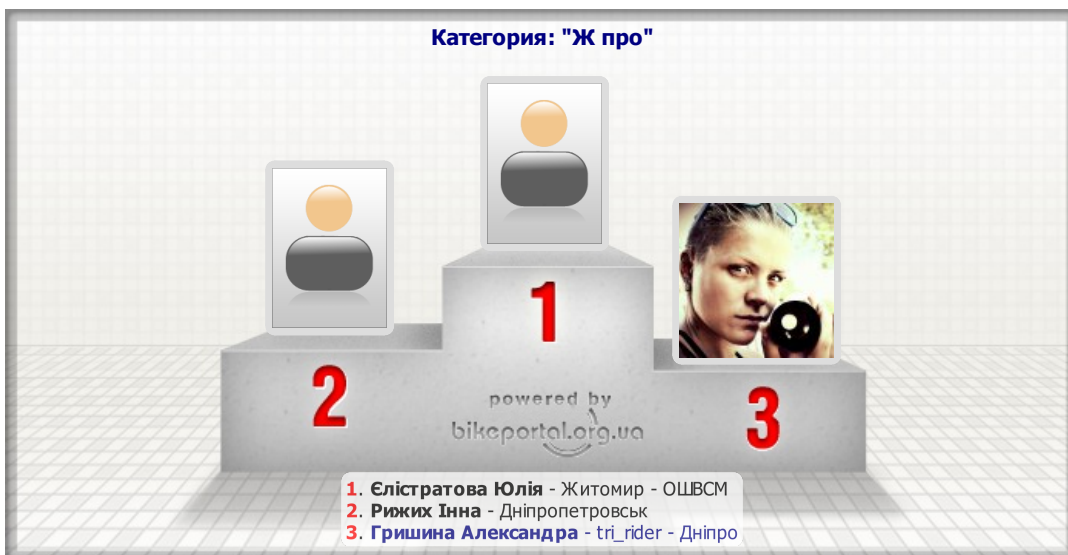 Категория: "Ж про"
1
2
3
powered by
bikeportal.org.ua
1. Єлістратова Юлія - Житомир - ОШВСМ
2. Рижих Інна - Дніпропетровськ
3. Гришина Александра - tri_rider - Дніпро